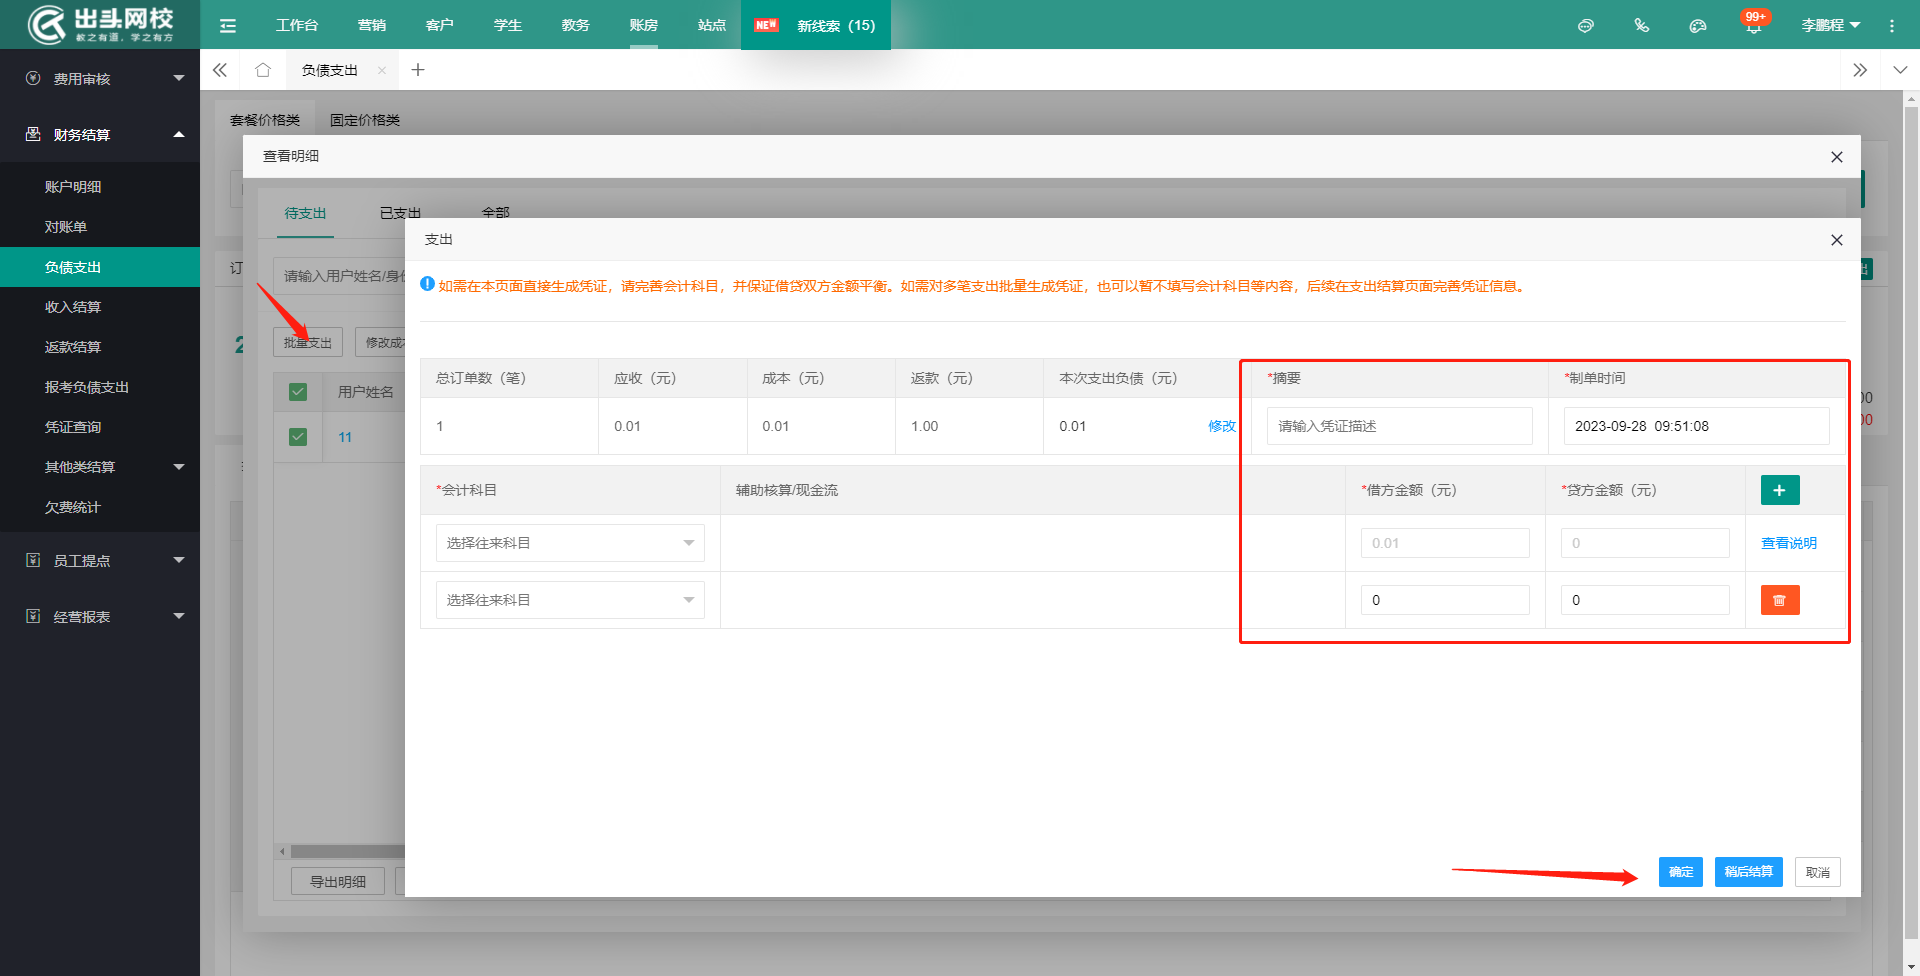 出头网校
教之有道，学之有方
工作台
营销
客户
学生
教务
账房
站点
NEW 新线索（15）
99+
李鹏程
费用审核
财务结算
账户明细
对账单
负债支出
收入结算
返款结算
报考负债支出
凭证查询
其他类结算
欠费统计
员工提点
经营报表
负债支出
套餐价格类
固定价格类
查看明细
待支出
已支出
全部
请输入用户姓名/身
批量支出
修改成
用户姓名
11
导出明细
支出
如需在本页面直接生成凭证，请完善会计科目，并保证借贷双方金额平衡。如需对多笔支出批量生成凭证，也可以暂不填写会计科目等内容，后续在支出结算页面完善凭证信息。
总订单数（笔） 应收（元） 成本（元） 返款（元） 本次支出负债（元） *摘要 *制单时间
1 0.01 0.01 1.00 0.01 修改 请输入凭证描述 2023-09-28 09:51:08
*会计科目 辅助核算/现金流 *借方金额（元） *贷方金额（元） +
选择往来科目 0.01 0 查看说明
选择往来科目 0 0
确定 稍后结算 取消